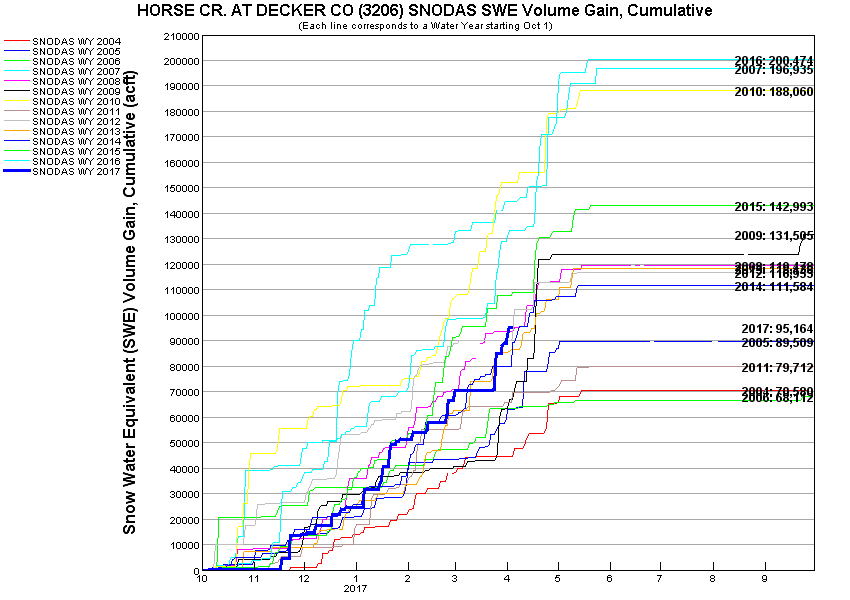 HORSE CR. AT DECKER CO (3206) SNODAS SWE Volume Gain, Cumulative
(Each line corresponds to a Water Year starting Oct 1)
SNODAS WY 2004
SNODAS WY 2005
SNODAS WY 2006
SNODAS WY 2007
SNODAS WY 2008
SNODAS WY 2009
SNODAS WY 2010
SNODAS WY 2011
SNODAS WY 2012
SNODAS WY 2013
SNODAS WY 2014
SNODAS WY 2015
SNODAS WY 2016
SNODAS WY 2017
Snow Water Equivalent (SWE) Volume Gain, Cumulative (acft)
210000
200000
190000
180000
170000
160000
150000
140000
130000
120000
110000
100000
90000
80000
70000
60000
50000
40000
30000
20000
10000
0
2016: 200,474
2007: 196,935
2010: 188,060
2015: 142,993
2009: 131,505
2012: 116,955
2014: 111,584
2017: 95,164
2005: 89,509
2011: 79,712
2006: 68,112
10 11 12 1 2 3 4 5 6 7 8 9
2017